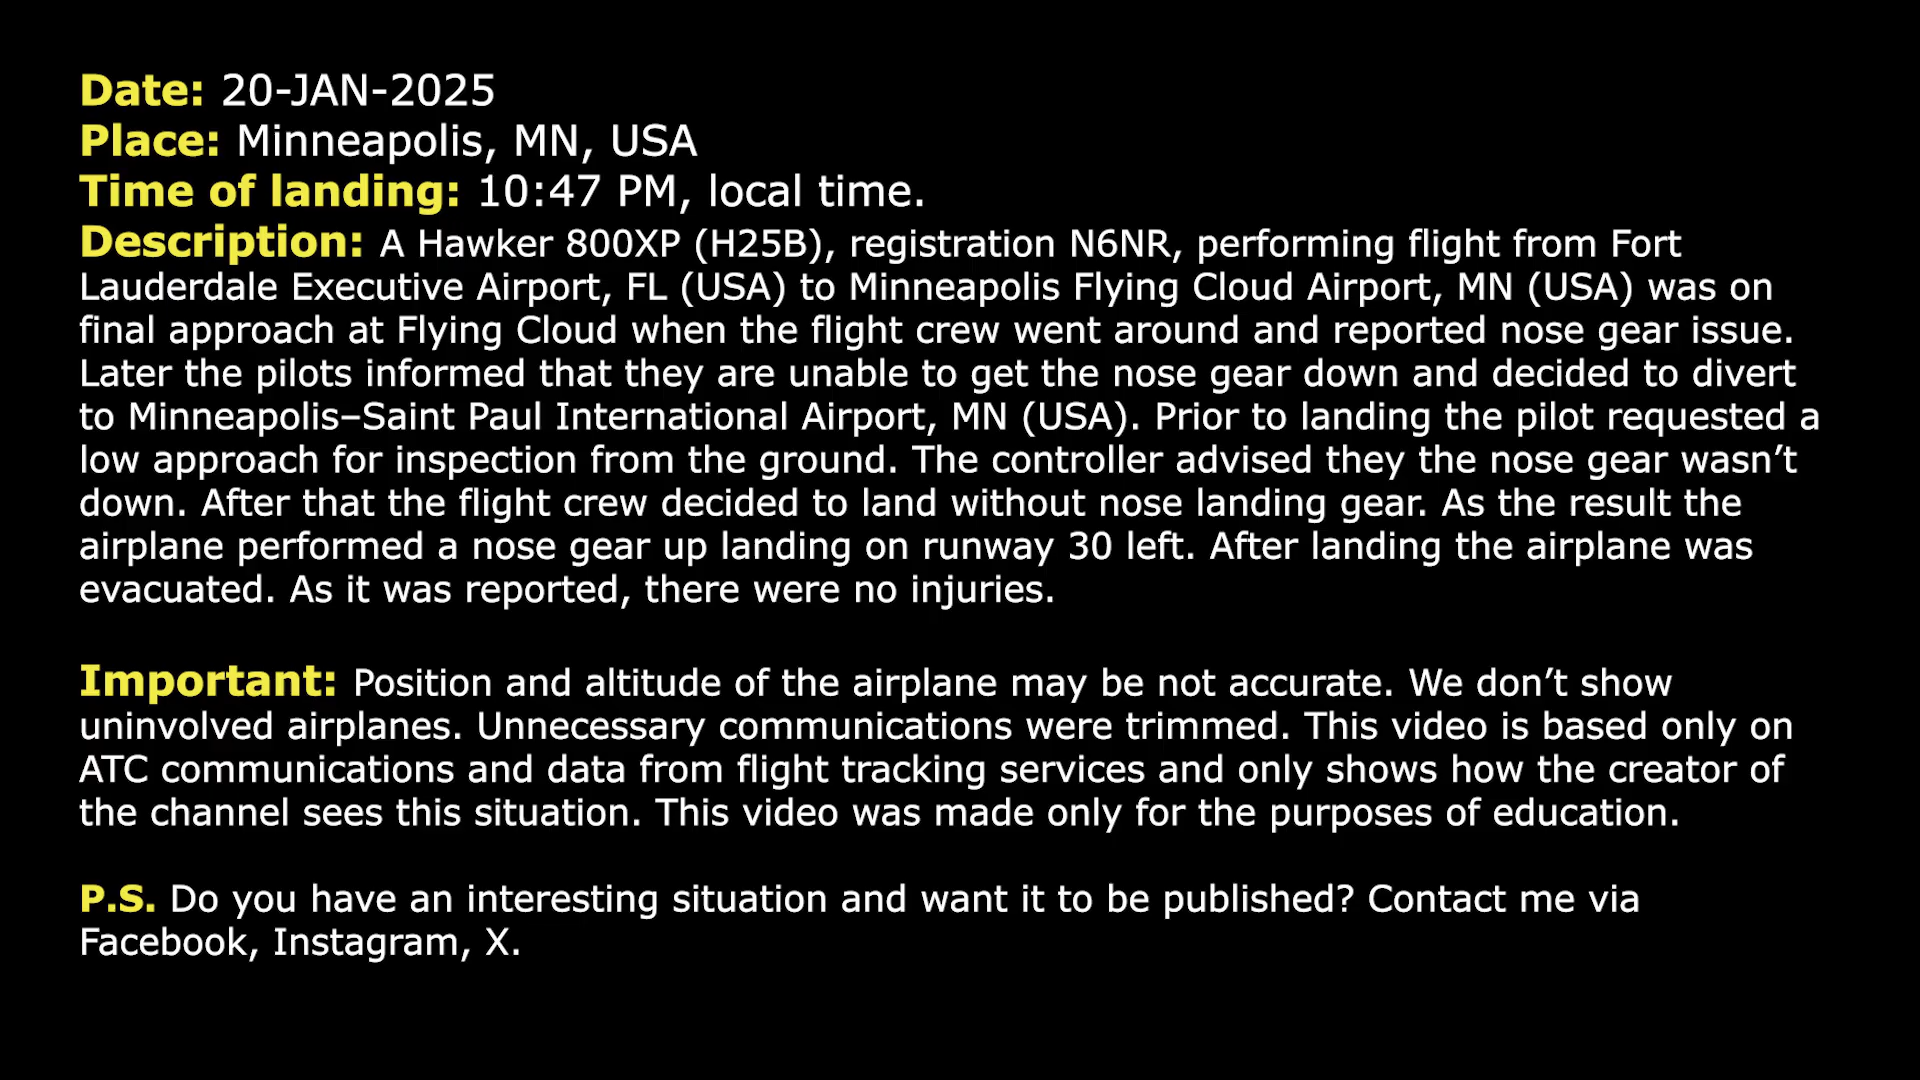 Date: 20-JAN-2025
Place: Minneapolis, MN, USA
Time of landing: 10:47 PM, local time.
Description: A Hawker 800XP (H25B), registration N6NR, performing flight from Fort
Lauderdale Executive Airport, FL (USA) to Minneapolis Flying Cloud Airport, MN (USA) was on
final approach at Flying Cloud when the flight crew went around and reported nose gear issue.
Later the pilots informed that they are unable to get the nose gear down and decided to divert
to Minneapolis–Saint Paul International Airport, MN (USA). Prior to landing the pilot requested a
low approach for inspection from the ground. The controller advised they the nose gear wasn’t
down. After that the flight crew decided to land without nose landing gear. As the result the
airplane performed a nose gear up landing on runway 30 left. After landing the airplane was
evacuated. As it was reported, there were no injuries.
Important: Position and altitude of the airplane may be not accurate. We don’t show
uninvolved airplanes. Unnecessary communications were trimmed. This video is based only on
ATC communications and data from flight tracking services and only shows how the creator of
the channel sees this situation. This video was made only for the purposes of education.
P.S. Do you have an interesting situation and want it to be published? Contact me via
Facebook, Instagram, X.